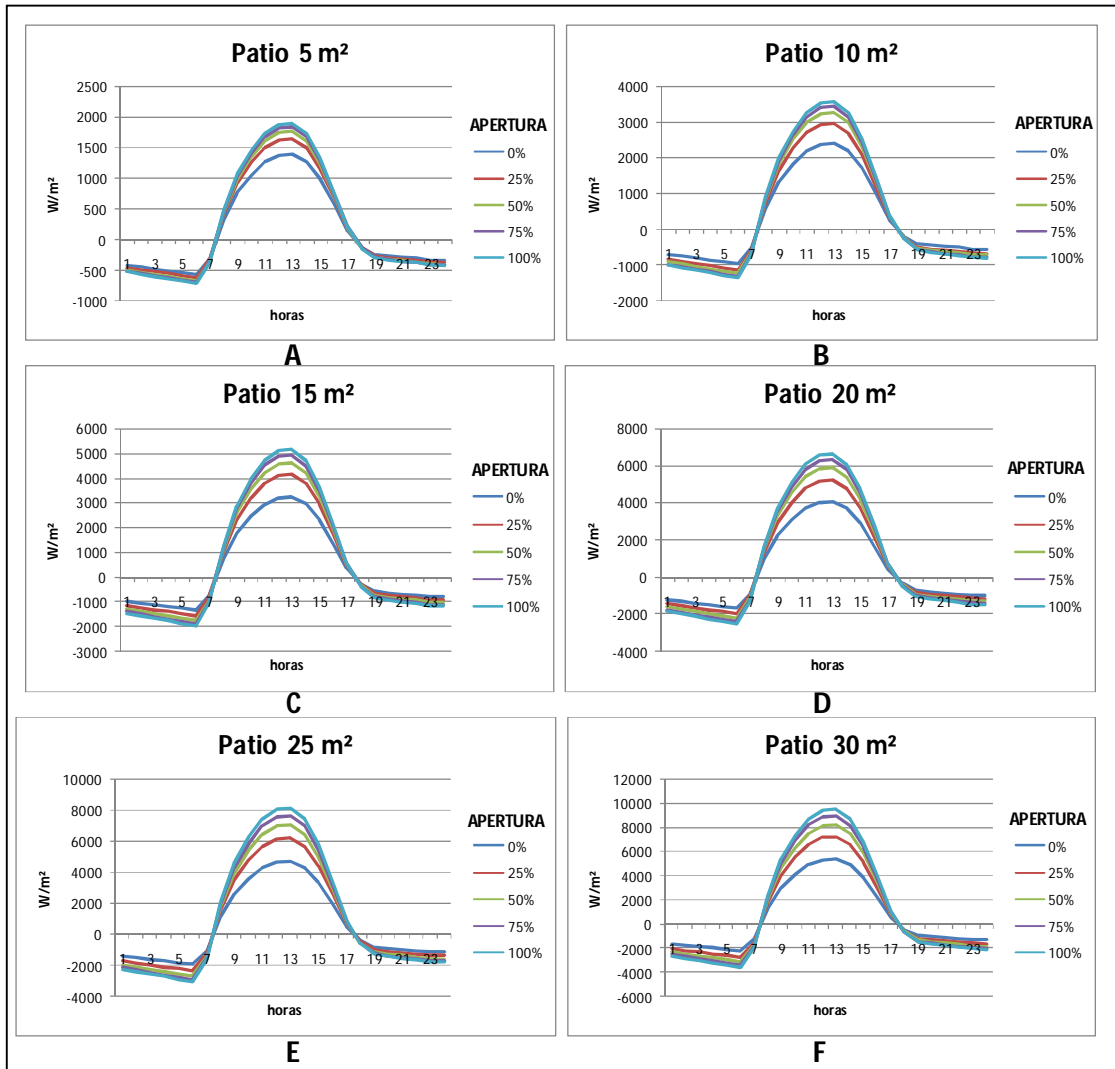 Patio 5 m²
2500
2000
1500
1000
500
0
-500
-1000
W/m²
1 3 5 7 9 11 13 15 17 19 21 23
horas
APERTURA
0%
25%
50%
75%
100%
A
Patio 10 m²
4000
3000
2000
1000
0
-1000
-2000
W/m²
1 3 5 7 9 11 13 15 17 19 21 23
horas
APERTURA
0%
25%
50%
75%
100%
B
Patio 15 m²
6000
5000
4000
3000
2000
1000
0
-1000
-2000
-3000
W/m²
1 3 5 7 9 11 13 15 17 19 21 23
horas
APERTURA
0%
25%
50%
75%
100%
C
Patio 20 m²
8000
6000
4000
2000
0
-2000
-4000
W/m²
1 3 5 7 9 11 13 15 17 19 21 23
horas
APERTURA
0%
25%
50%
75%
100%
D
Patio 25 m²
10000
8000
6000
4000
2000
0
-2000
-4000
W/m²
1 3 5 7 9 11 13 15 17 19 21 23
horas
APERTURA
0%
25%
50%
75%
100%
E
Patio 30 m²
12000
10000
8000
6000
4000
2000
0
-2000
-4000
-6000
W/m²
1 3 5 7 9 11 13 15 17 19 21 23
horas
APERTURA
0%
25%
50%
75%
100%
F